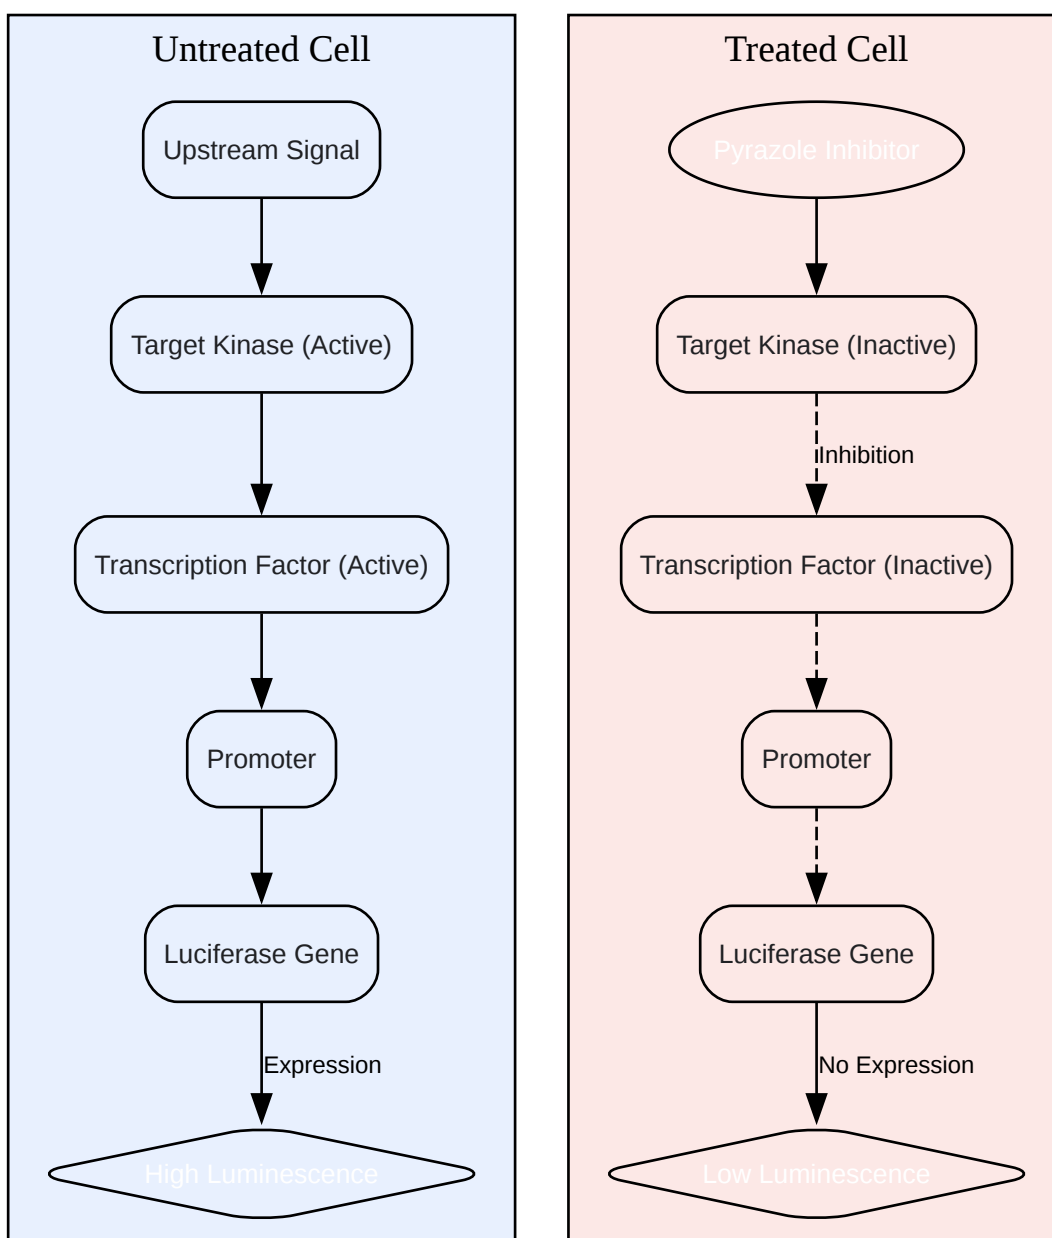 Untreated Cell
Upstream Signal
Target Kinase (Active)
Transcription Factor (Active)
Promoter
Luciferase Gene
Expression
High Luminescence
Treated Cell
Pyrazole Inhibitor
Target Kinase (Inactive)
Inhibition
Transcription Factor (Inactive)
Promoter
Luciferase Gene
No Expression
Low Luminescence